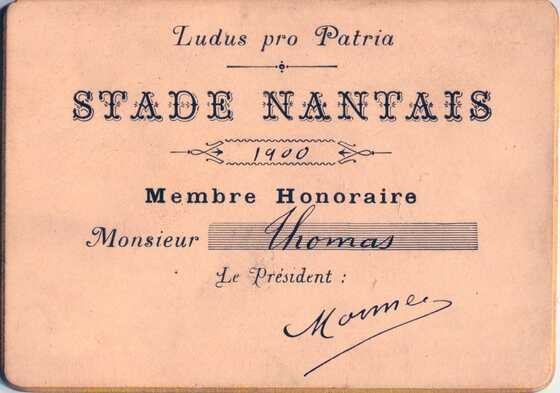 Ludus pro Patria
STADE NANTAIS
1900
Membre Honoraire
Monsieur Thomas
Le Président :